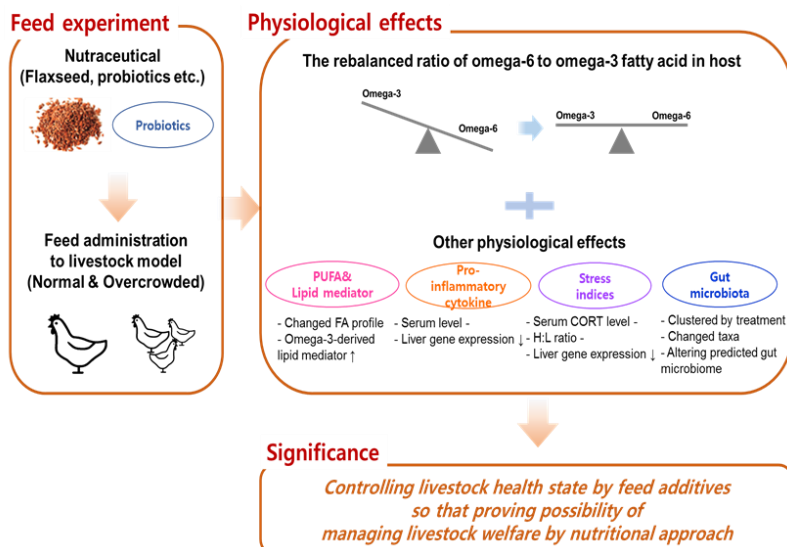 Feed experiment
Nutraceutical
(Flaxseed, probiotics etc.)
Probiotics
Feed administration
to livestock model
(Normal & Overcrowded)
Physiological effects
The rebalanced ratio of omega-6 to omega-3 fatty acid in host
Omega-3
Omega-6
Omega-3
Omega-6
Other physiological effects
PUFA&
Lipid mediator
- Changed FA profile
- Omega-3-derived
lipid mediator ↑
Pro-
inflammatory
cytokine
- Serum level -
- Liver gene expression ↓
Stress
indices
- Serum CORT level -
- H:L ratio -
- Liver gene expression ↓
Gut
microbiota
- Clustered by treatment
- Changed taxa
- Altering predicted gut
microbiome
Significance
Controlling livestock health state by feed additives
so that proving possibility of
managing livestock welfare by nutritional approach